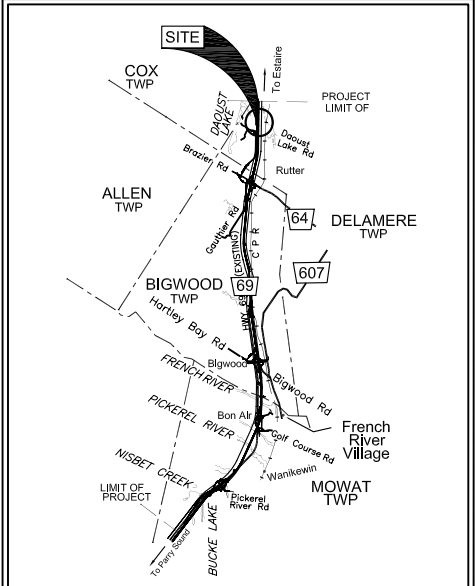 SITE
To Estaire
COX
TWP
PROJECT
LIMIT OF
DAOUST
LAKE
Daoust
Lake Rd
Brazier Rd
Rutter
ALLEN
TWP
64
DELAMERE
TWP
Gauthier Rd
C P R
607
HWY 69 (EXISTING)
69
BIGWOOD
TWP
Hartley Bay Rd
FRENCH RIVER
Bigwood
Bigwood Rd
PICKEREL RIVER
Bon Air
French
River
Village
Golf Course Rd
NISBET CREEK
Wanikewin
MOWAT
TWP
LIMIT OF
PROJECT
Pickerel
River Rd
BUCKE LAKE
To Parry Sound